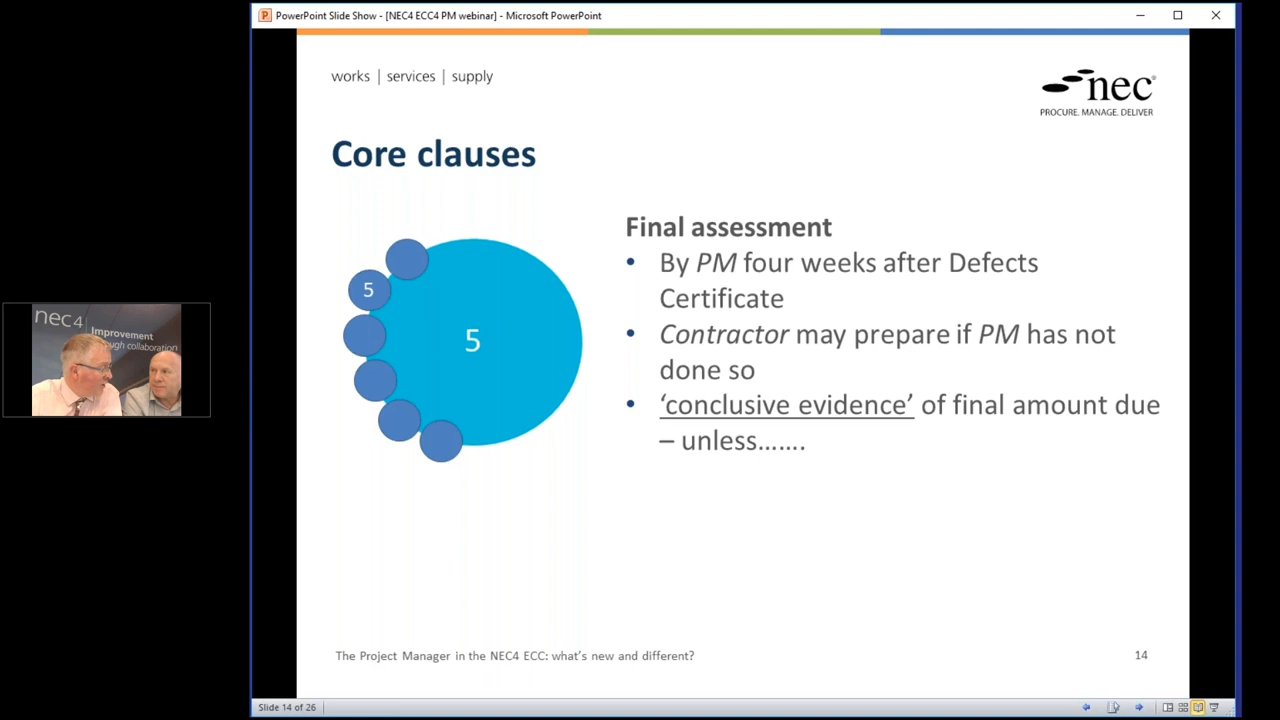 PowerPoint Slide Show - [NEC4 ECC4 PM webinar] - Microsoft PowerPoint
works | services | supply
nec®
PROCURE. MANAGE. DELIVER
Core clauses
Final assessment
• By PM four weeks after Defects
Certificate
• Contractor may prepare if PM has not
done so
• ‘conclusive evidence’ of final amount due
– unless…….
5
5
nec4
Improvement
through collaboration
The Project Manager in the NEC4 ECC: what’s new and different?
14
Slide 14 of 26